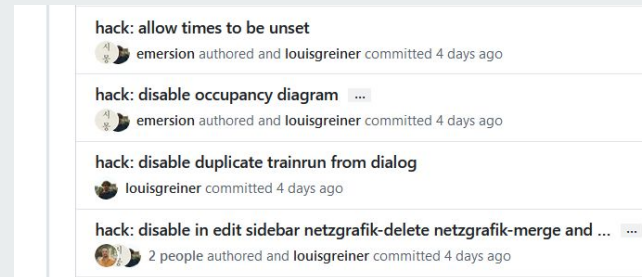 hack: allow times to be unset
emersion authored and louisgreiner committed 4 days ago
hack: disable occupancy diagram ...
emersion authored and louisgreiner committed 4 days ago
hack: disable duplicate trainrun from dialog
louisgreiner committed 4 days ago
hack: disable in edit sidebar netzgrafik-delete netzgrafik-merge and ... ...
2 people authored and louisgreiner committed 4 days ago